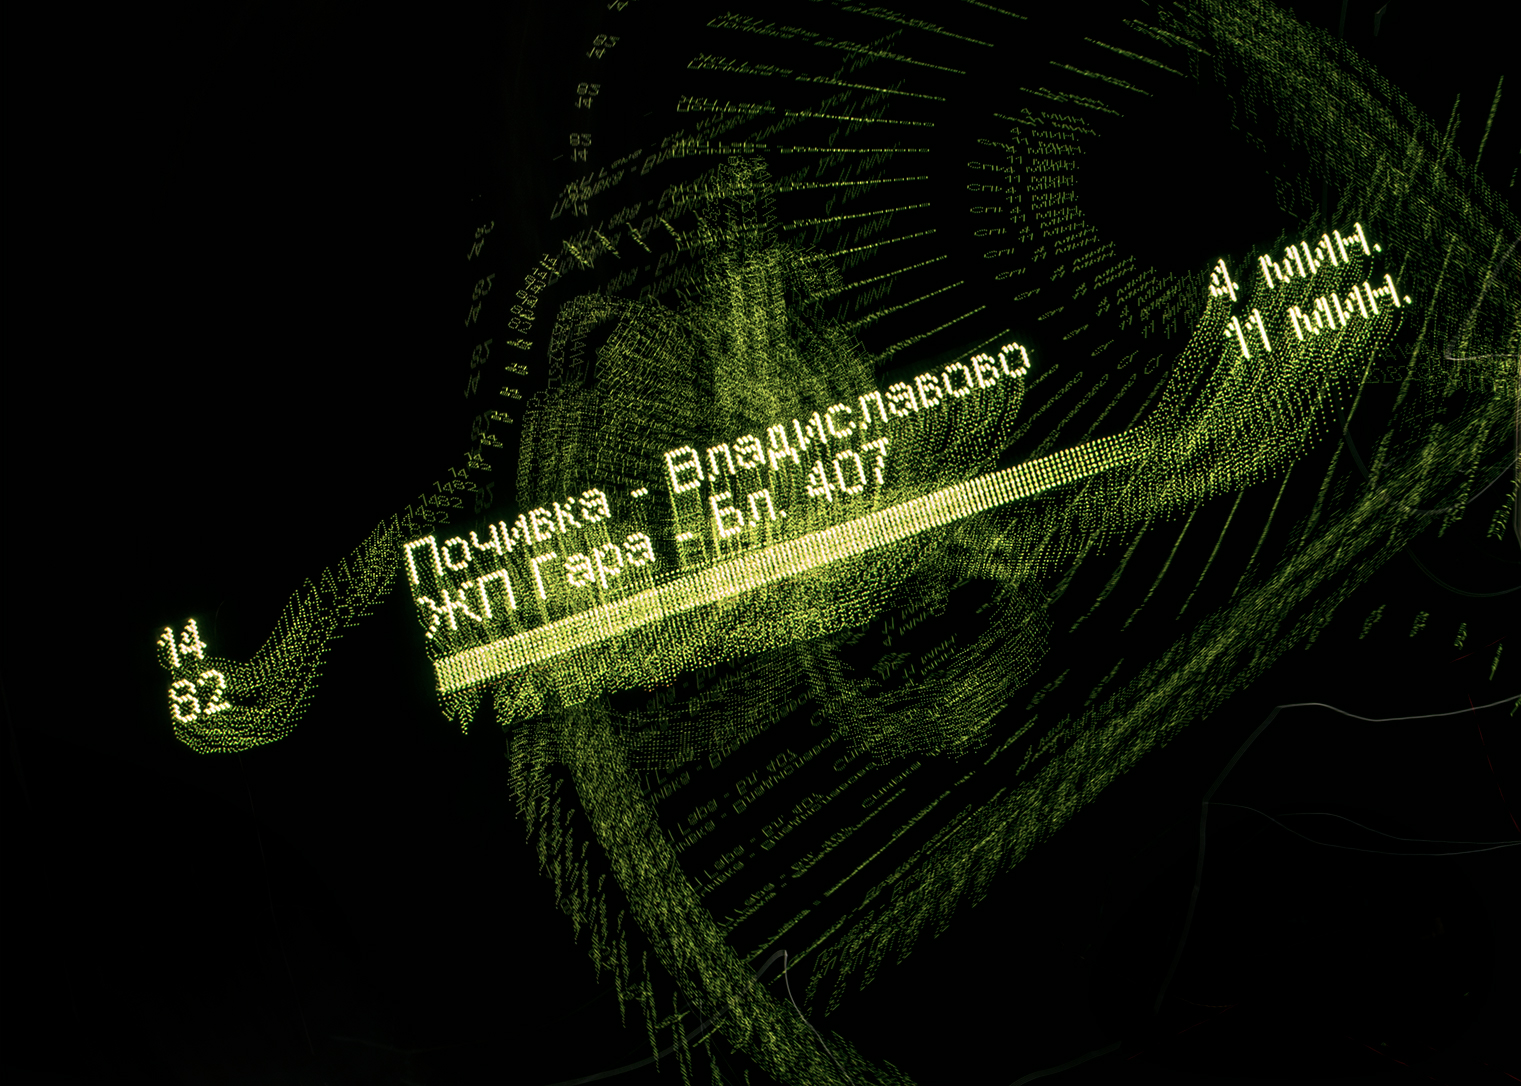 14 Почивка - Владиславово 4 мин.
82 ЖП Гара - Бл. 407 11 мин.